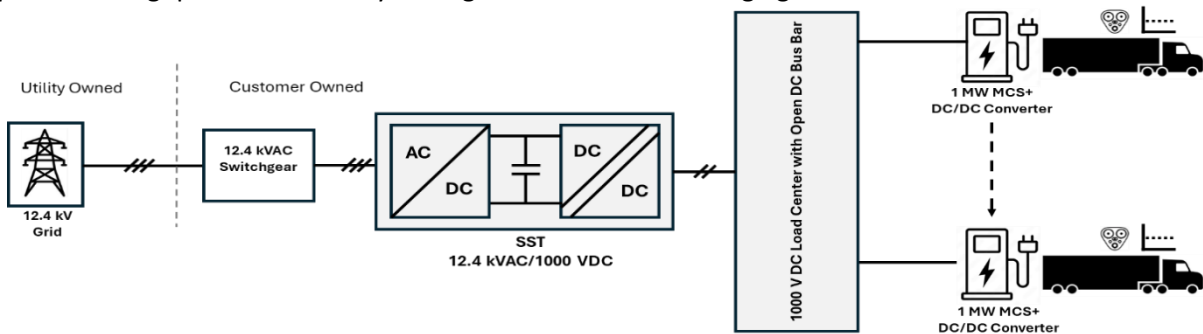 Utility Owned
Customer Owned
12.4 kV
Grid
12.4 kVAC
Switchgear
AC
DC
DC
DC
SST
12.4 kVAC/1000 VDC
1000 V DC Load Center with Open DC Bus Bar
1 MW MCS+
DC/DC Converter
1 MW MCS+
DC/DC Converter